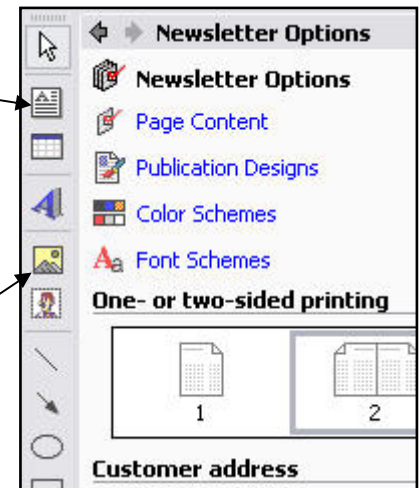 Newsletter Options
Newsletter Options
Page Content
Publication Designs
Color Schemes
Font Schemes
One- or two-sided printing
1
2
Customer address